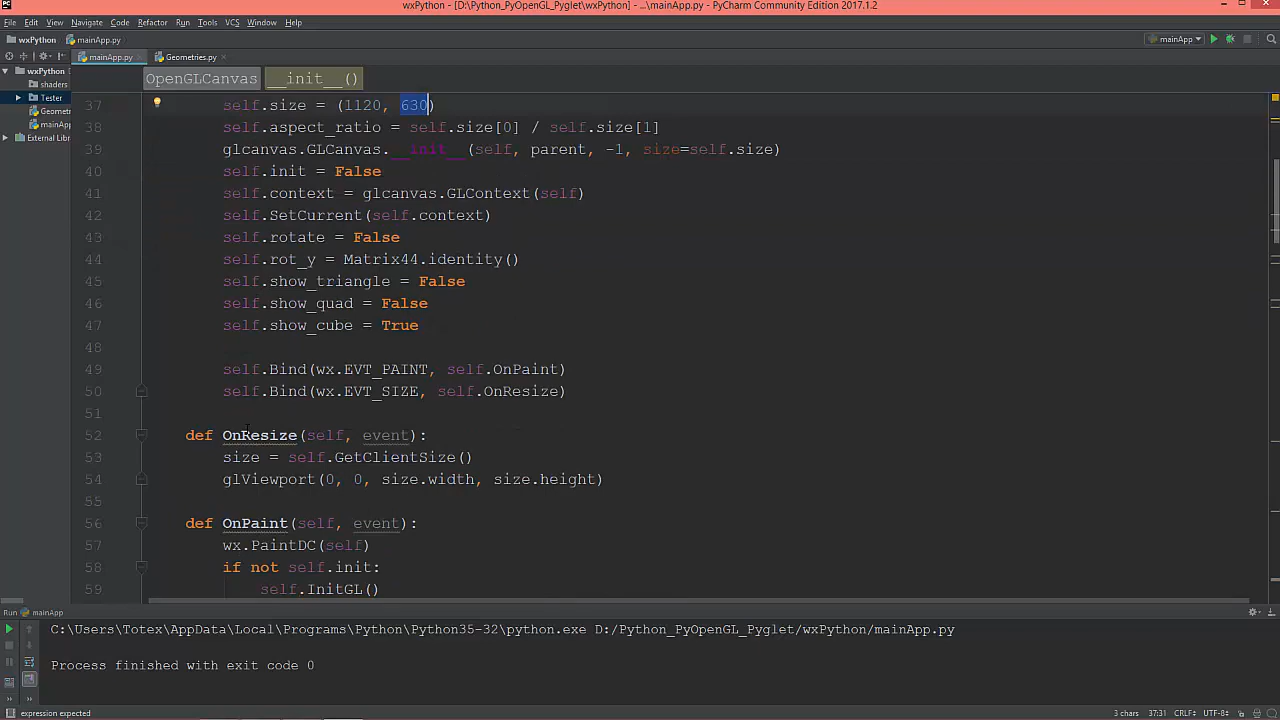 wxPython - [D:\Python_PyOpenGL_Pyglet\wxPython] - ...\mainApp.py - PyCharm Community Edition 2017.1.2
File Edit View Navigate Code Refactor Run Tools VCS Window Help
wxPython mainApp.py mainApp
mainApp.py Geometries.py
wxPython
shaders
Tester
Geomet
mainApp
External Lib
OpenGLCanvas __init__()
37 self.size = (1120, 630)
38 self.aspect_ratio = self.size[0] / self.size[1]
39 glcanvas.GLCanvas.__init__(self, parent, -1, size=self.size)
40 self.init = False
41 self.context = glcanvas.GLContext(self)
42 self.SetCurrent(self.context)
43 self.rotate = False
44 self.rot_y = Matrix44.identity()
45 self.show_triangle = False
46 self.show_quad = False
47 self.show_cube = True
48
49 self.Bind(wx.EVT_PAINT, self.OnPaint)
50 self.Bind(wx.EVT_SIZE, self.OnResize)
51
52 def OnResize(self, event):
53 size = self.GetClientSize()
54 glViewport(0, 0, size.width, size.height)
55
56 def OnPaint(self, event):
57 wx.PaintDC(self)
58 if not self.init:
59 self.InitGL()
Run mainApp
C:\Users\Totex\AppData\Local\Programs\Python\Python35-32\python.exe D:/Python_PyOpenGL_Pyglet/wxPython/mainApp.py
Process finished with exit code 0
expression expected 3 chars 37:31 CRLF÷ UTF-8÷